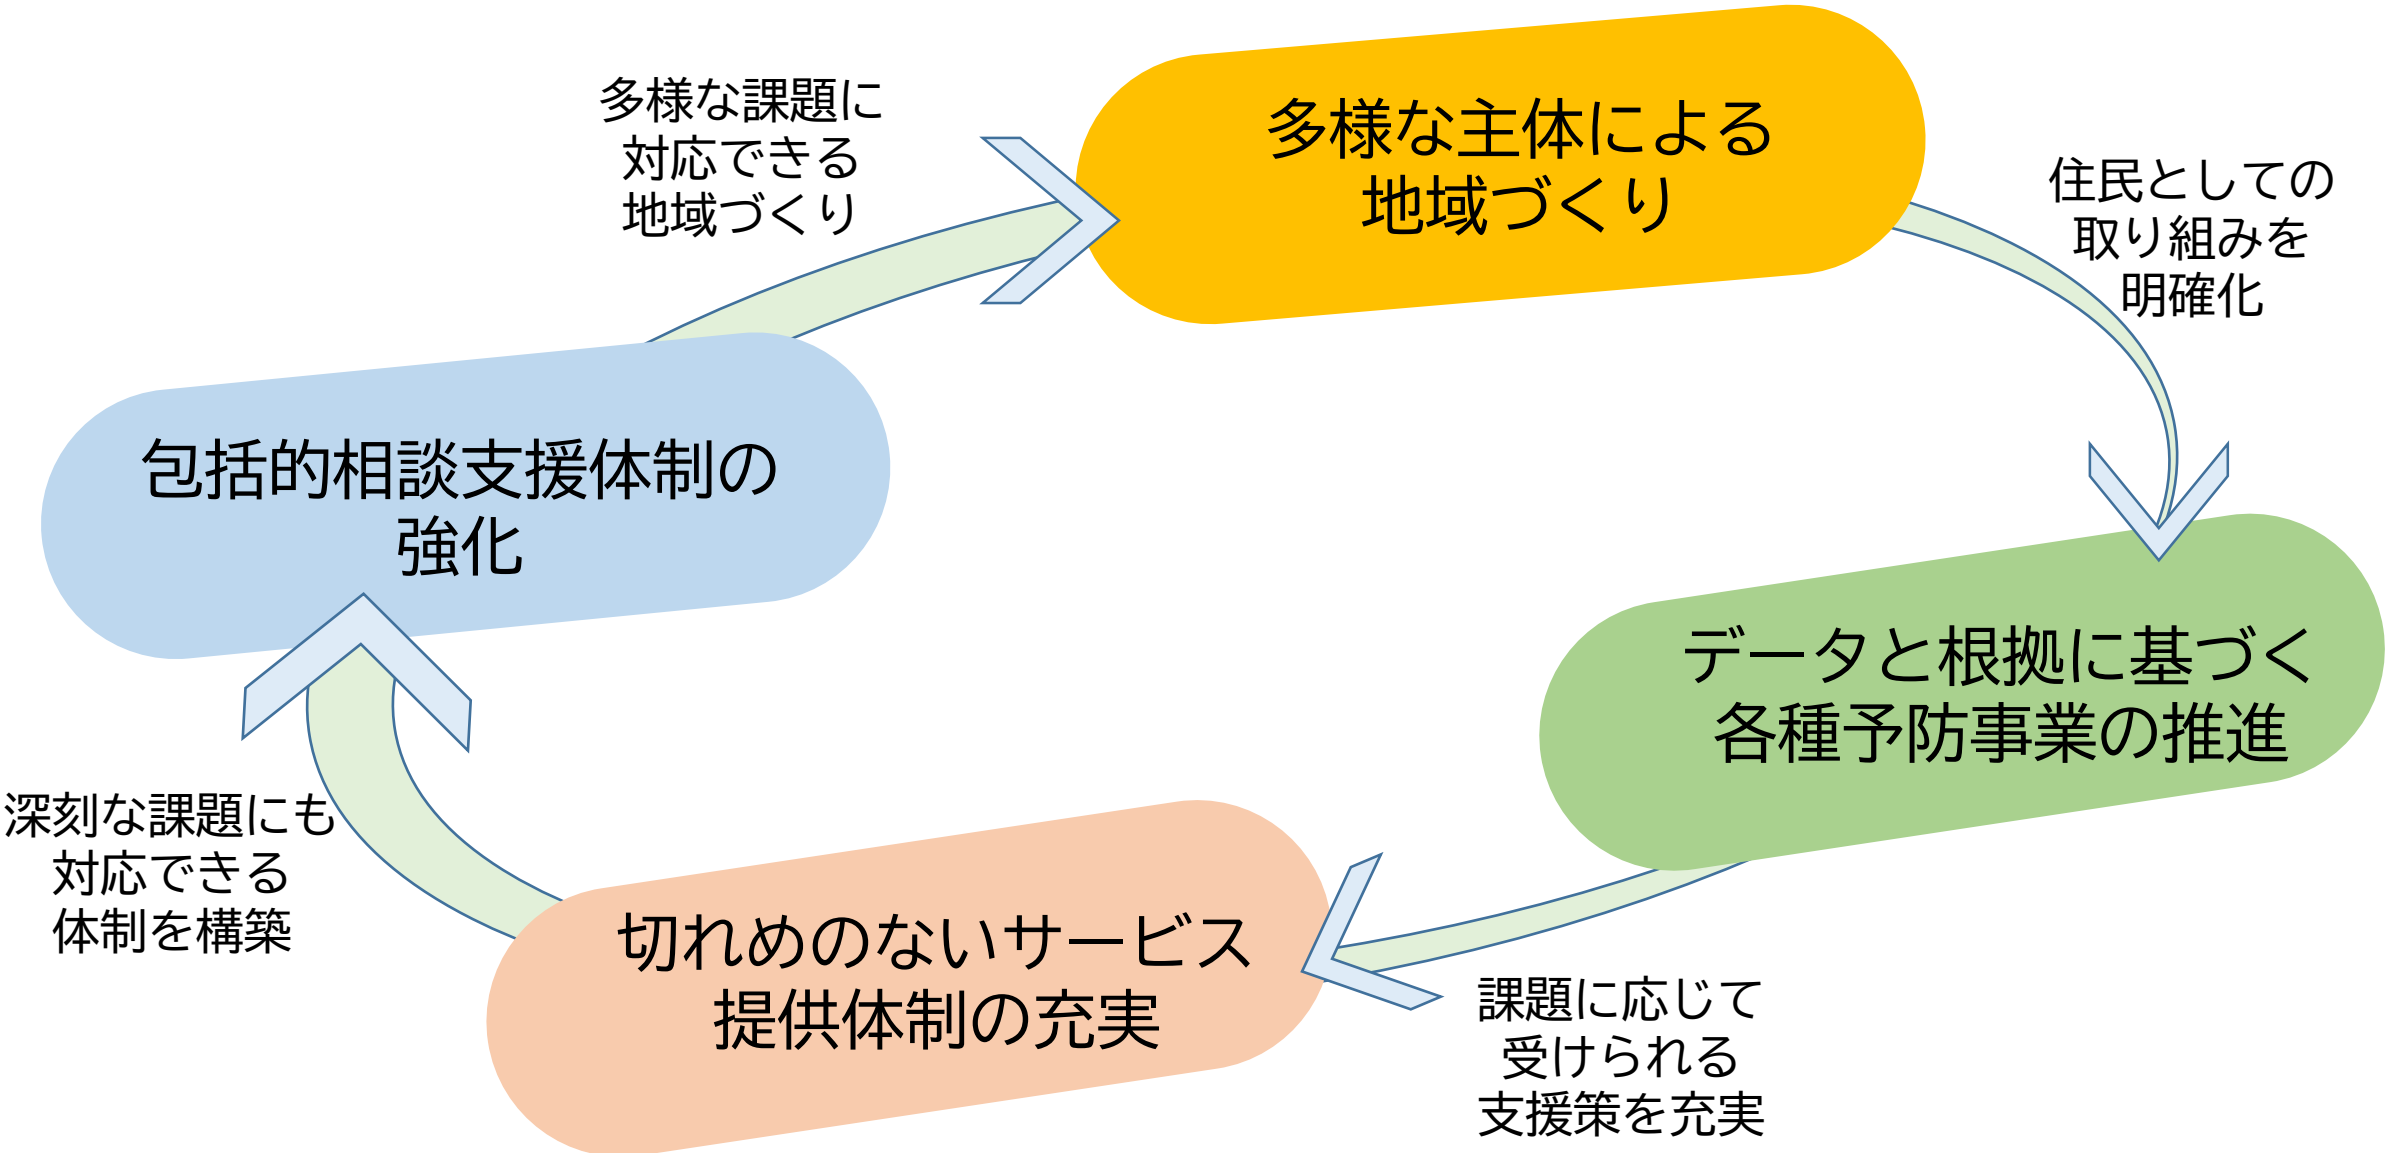 多様な課題に
対応できる
地域づくり
多様な主体による
地域づくり
住民としての
取り組みを
明確化
包括的相談支援体制の
強化
データと根拠に基づく
各種予防事業の推進
深刻な課題にも
対応できる
体制を構築
切れめのないサービス
提供体制の充実
課題に応じて
受けられる
支援策を充実